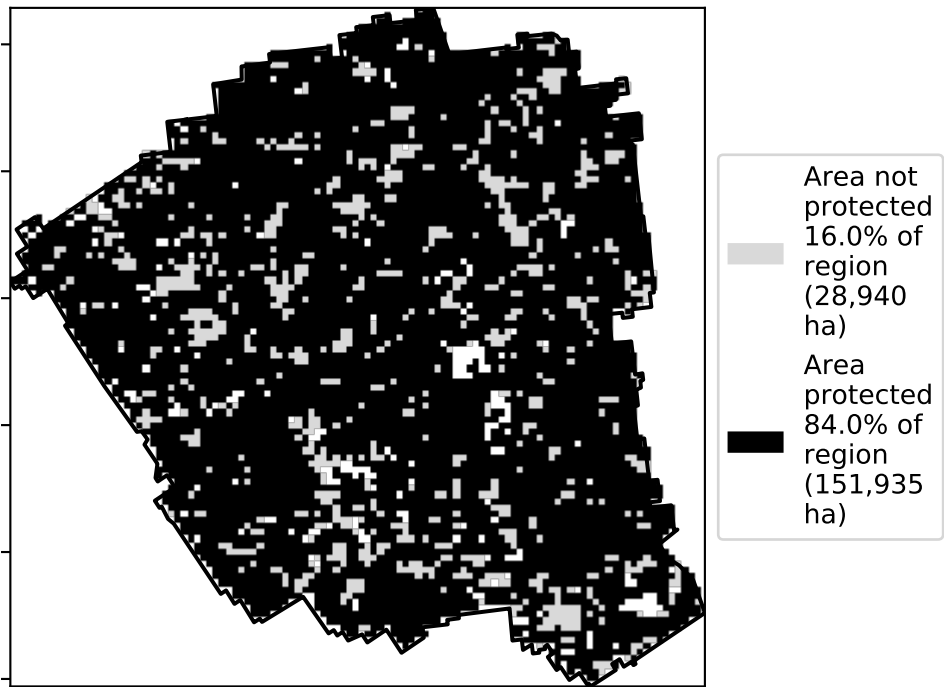 Area not
protected
16.0% of
region
(28,940
ha)
Area
protected
84.0% of
region
(151,935
ha)